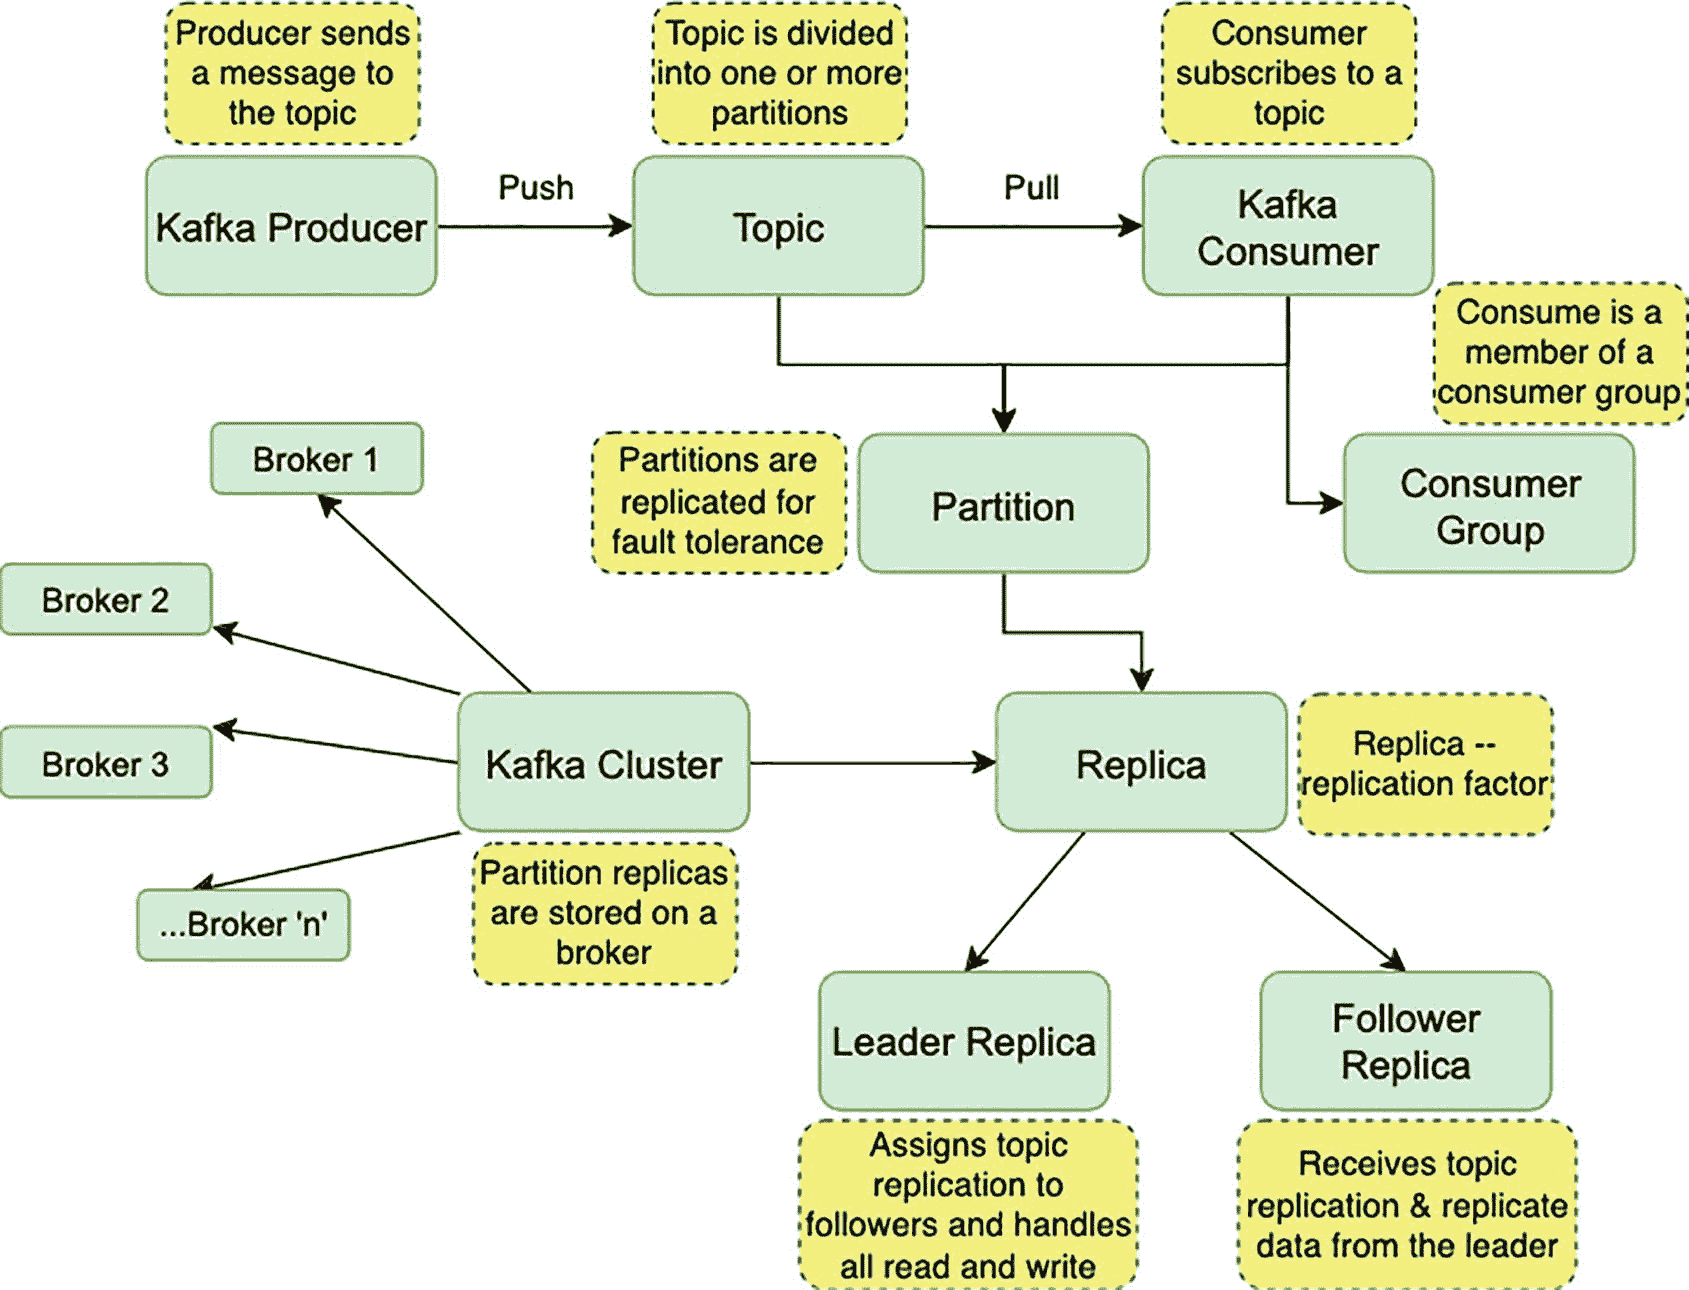 Producer sends
a message to
the topic
Topic is divided
into one or more
partitions
Consumer
subscribes to a
topic
Kafka Producer
Push
Topic
Pull
Kafka
Consumer
Consume is a
member of a
consumer group
Broker 1
Partitions are
replicated for
fault tolerance
Partition
Consumer
Group
Broker 2
Broker 3
Kafka Cluster
Replica
Replica --
replication factor
...Broker 'n'
Partition replicas
are stored on a
broker
Leader Replica
Follower
Replica
Assigns topic
replication to
followers and handles
all read and write
Receives topic
replication & replicate
data from the leader